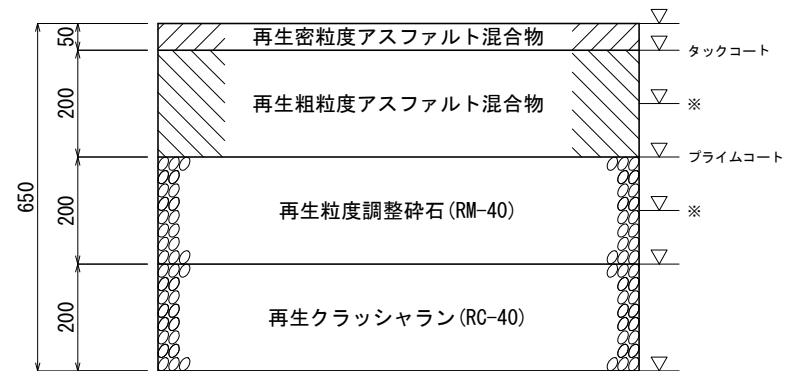 50
再生密粒度アスファルト混合物
タックコート
200
再生粗粒度アスファルト混合物
※
プライムコート
650
200
再生粒度調整砕石(RM-40)
※
200
再生クラッシャラン(RC-40)